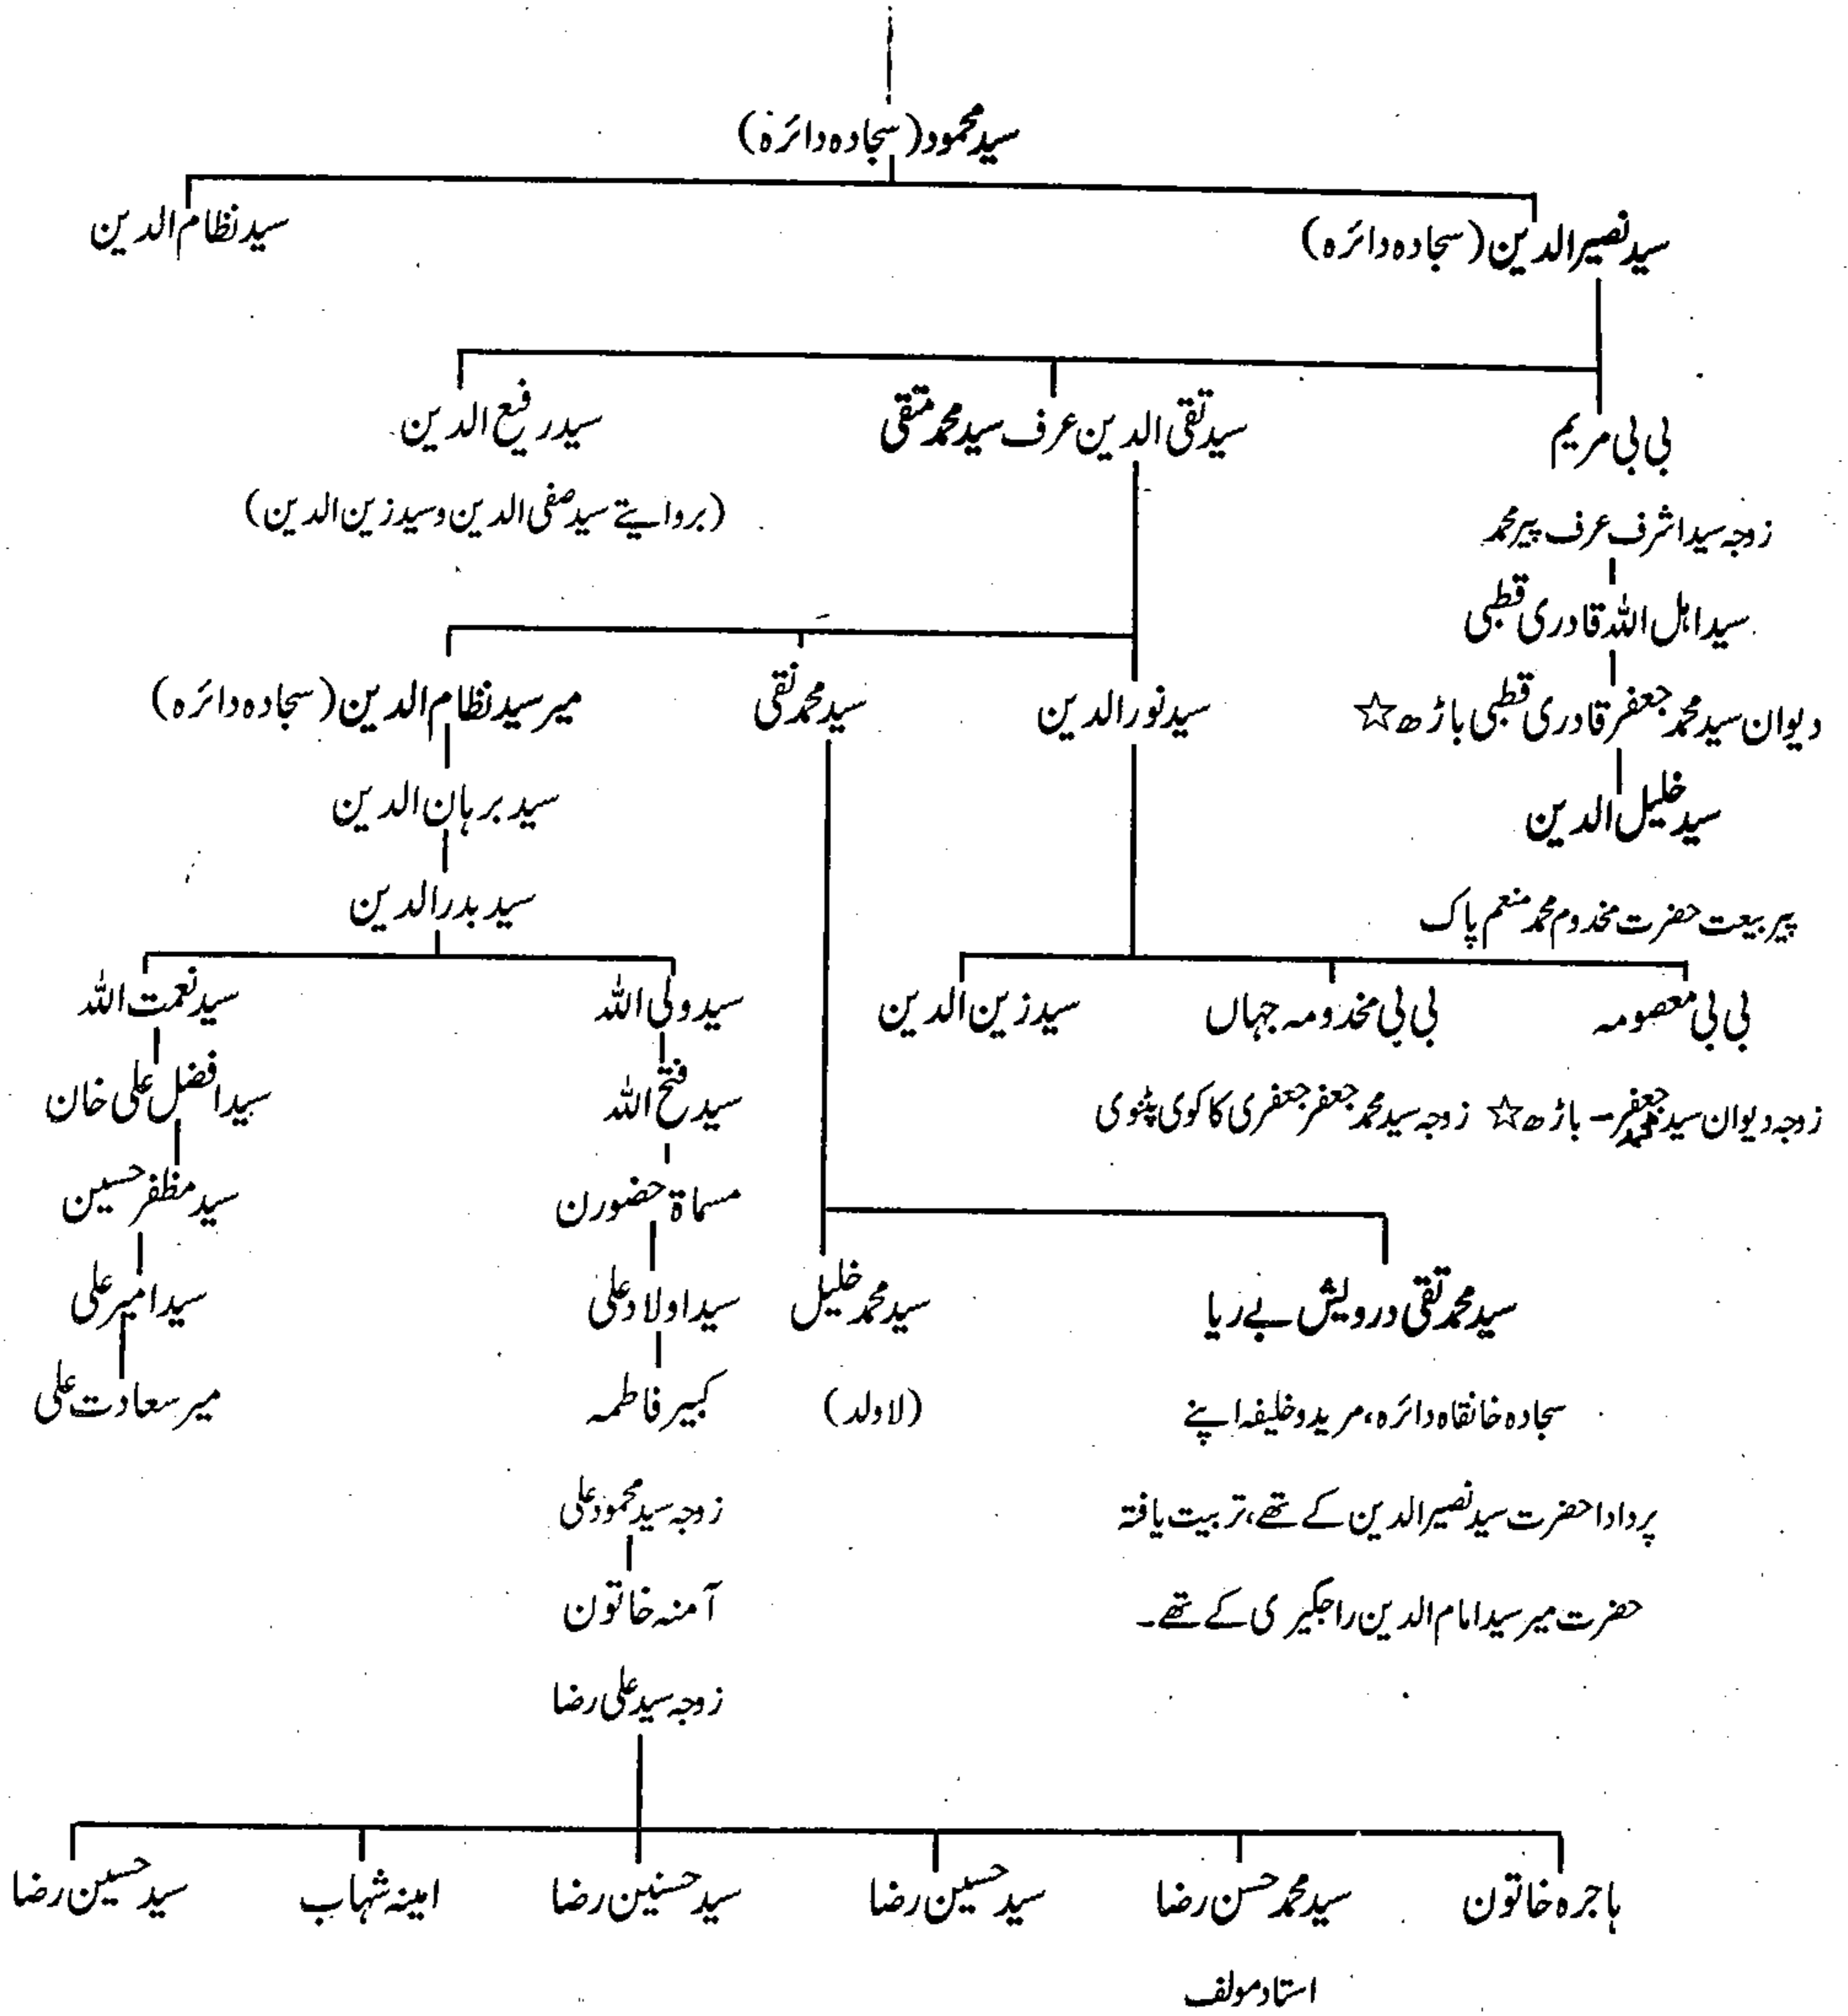 سید محمود (سجادہ دائرہ)
سید نصیر الدین (سجادہ دائرہ) سید نظام الدین
بی بی مریم سید تقی الدین عرف سید محمد متقی سید رفیع الدین
زوجہ سید اشرف عرف پیر محمد (بروایتے سید صفی الدین و سید زین الدین)
سید اہل اللہ قادری قطبی
دیوان سید محمد جعفر قادری قطبی باڑھ ☆ سید نور الدین سید محمد نقی میر سید نظام الدین (سجادہ دائرہ)
سید خلیل الدین سید برہان الدین
پیر بیعت حضرت مخدوم محمد منعم پاک سید بدر الدین
بی بی معصومہ بی بی مخدومہ جہاں سید زین الدین سید ولی اللہ سید نعمت اللہ
زوجہ دیوان سید محمد جعفر - باڑھ ☆ زوجہ سید محمد جعفر جعفری کاکوی پٹنوی سید فتح اللہ سید افضل علی خان
مسماۃ حضورن سید مظفر حسین
سید محمد تقی درویش بے ریا سید محمد خلیل سید اولاد علی سید امیر علی
سجادہ خانقاہ دائرہ، مرید و خلیفہ اپنے (لا ولد) کبیر فاطمہ میر سعادت علی
پردادا حضرت سید نصیر الدین کے تھے، تربیت یافتہ زوجہ سید محمود علی
حضرت میر سید امام الدین راجگیری کے تھے۔ آمنہ خاتون
زوجہ سید علی رضا
ہاجرہ خاتون سید محمد حسن رضا سید حسین رضا سید حسنین رضا امینہ شہاب سید حسین رضا
استاد مولف